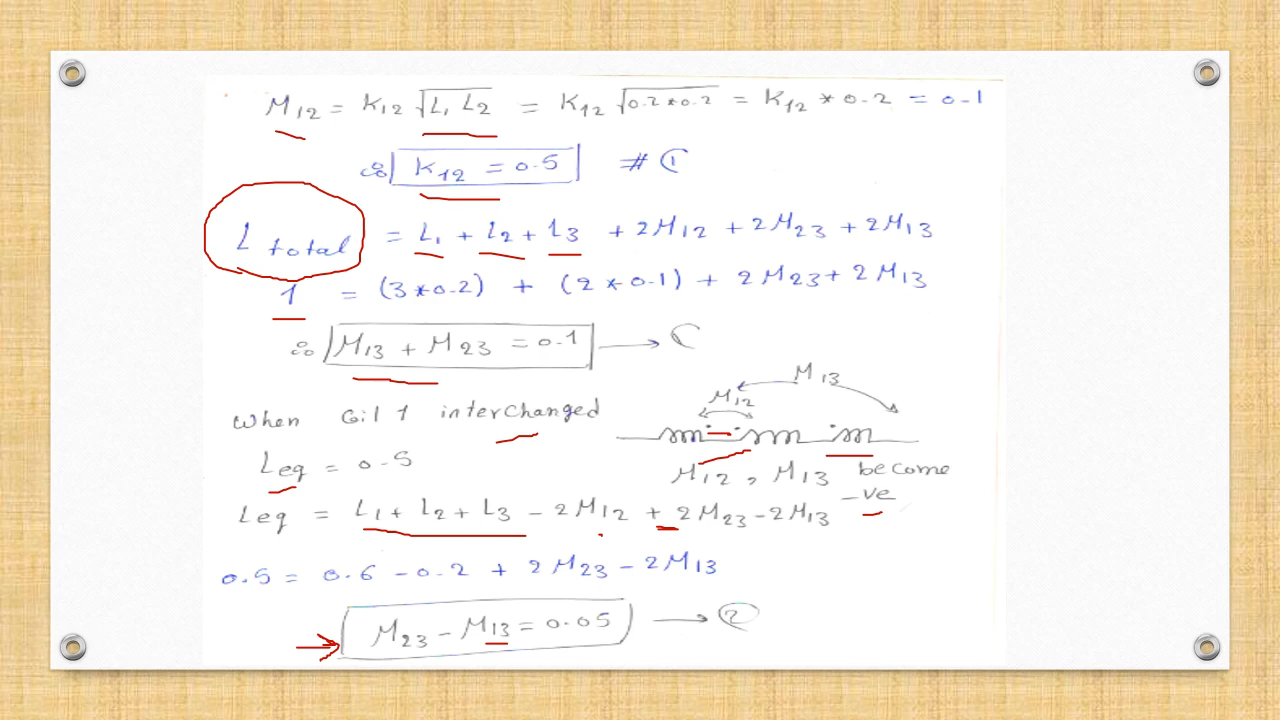 M12 = K12 √L1 L2 = K12 √0.2*0.2 = K12 * 0.2 = 0.1
∴ K12 = 0.5 # ①
L total = L1 + L2 + L3 + 2M12 + 2M23 + 2M13
1 = (3*0.2) + (2*0.1) + 2M23 + 2M13
∴ M13 + M23 = 0.1 → ①
M13
M12
When Coil 1 interchanged
Leq = 0.5
M12, M13 become
-ve
Leq = L1 + L2 + L3 - 2M12 + 2M23 - 2M13
0.5 = 0.6 - 0.2 + 2M23 - 2M13
M23 - M13 = 0.05 → ②